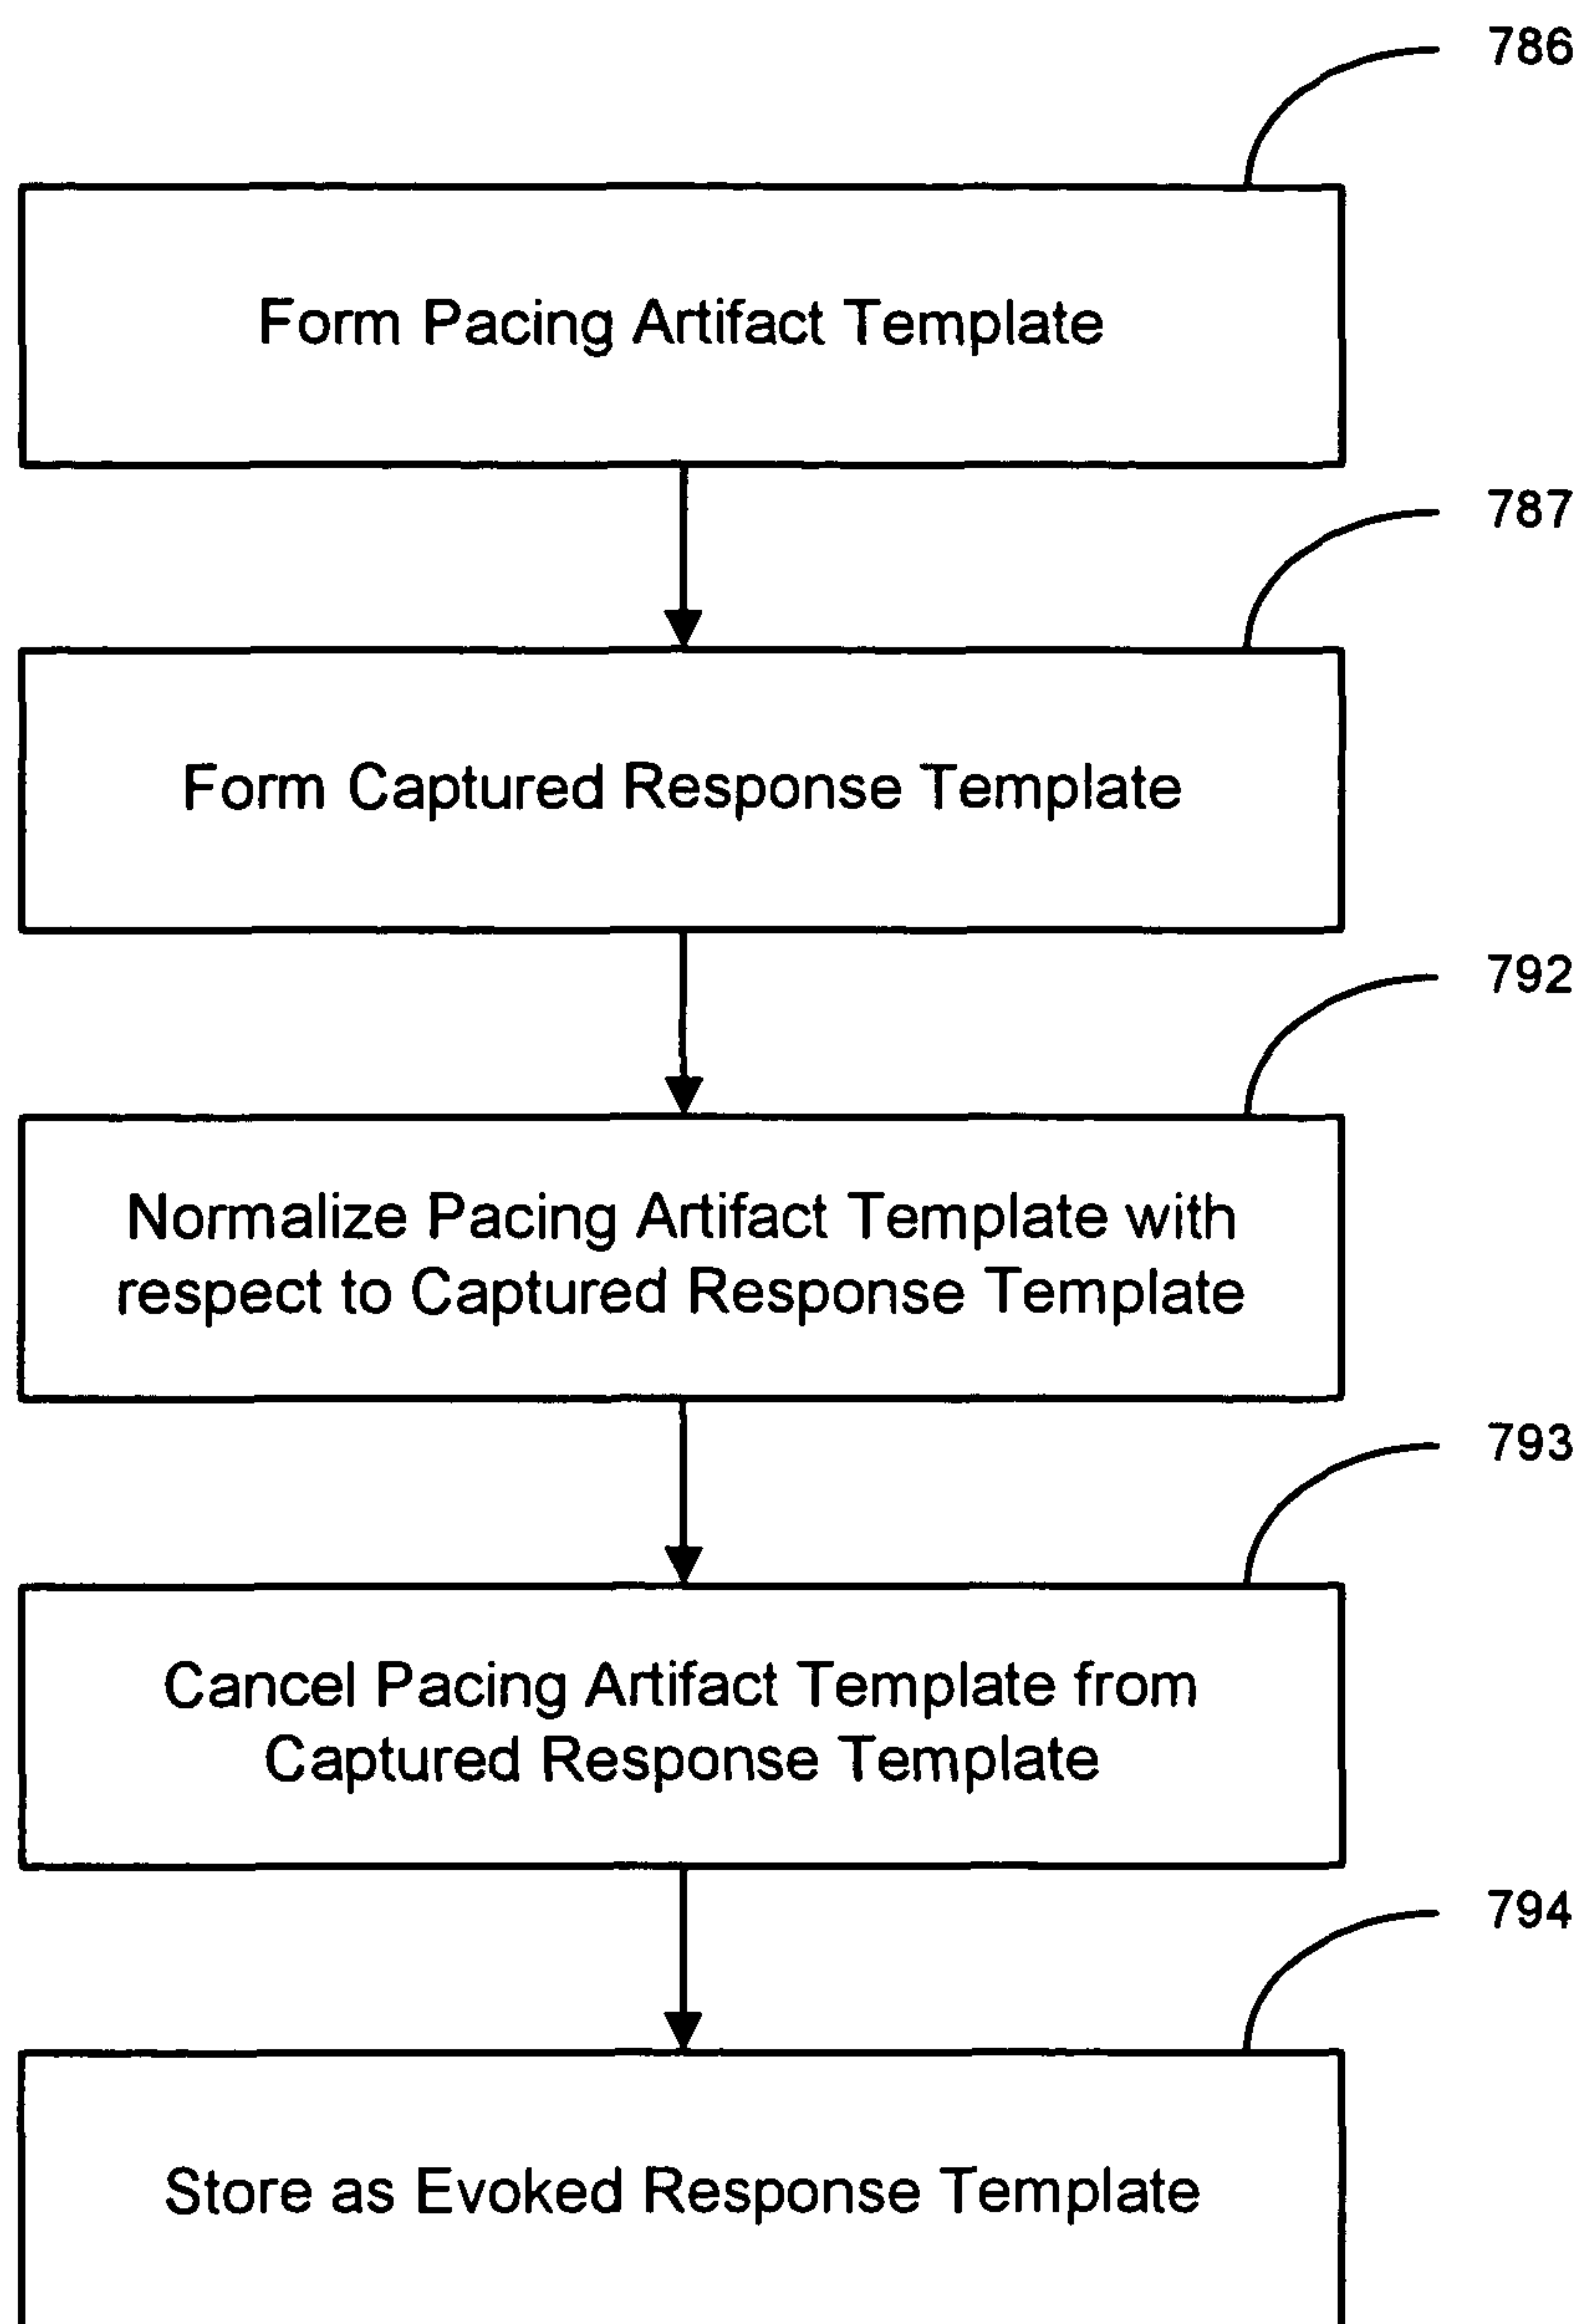 786
Form Pacing Artifact Template
787
Form Captured Response Template
792
Normalize Pacing Artifact Template with
respect to Captured Response Template
793
Cancel Pacing Artifact Template from
Captured Response Template
794
Store as Evoked Response Template